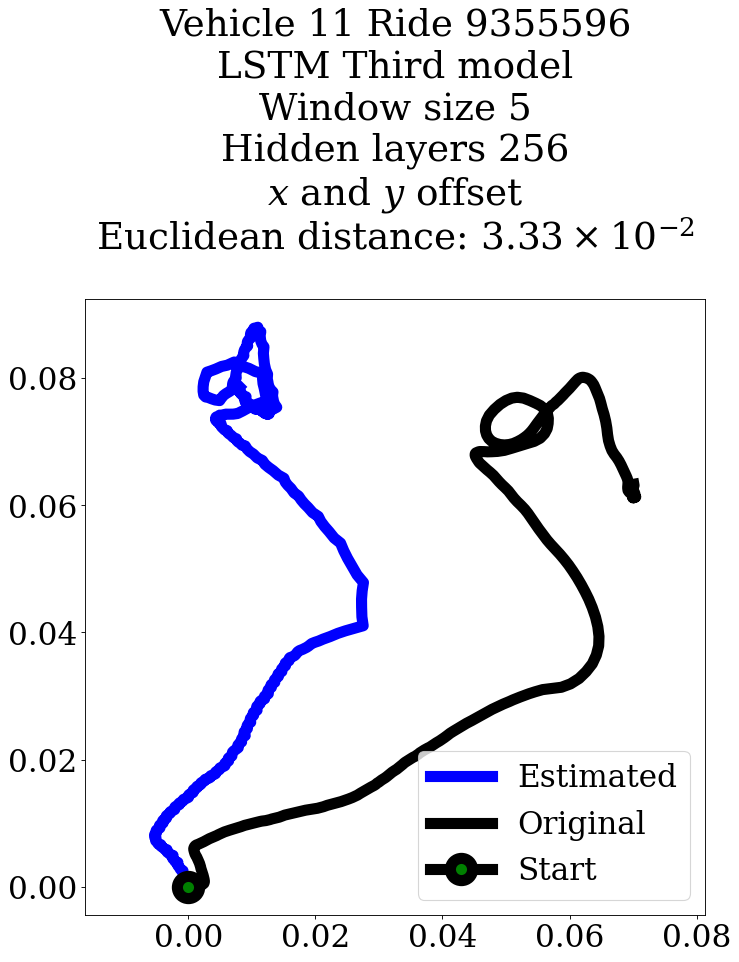 Vehicle 11 Ride 9355596
LSTM Third model
Window size 5
Hidden layers 256
x and y offset
Euclidean distance: 3.33 × 10⁻²
0.08
0.06
0.04
0.02
0.00
Estimated
Original
Start
0.00 0.02 0.04 0.06 0.08